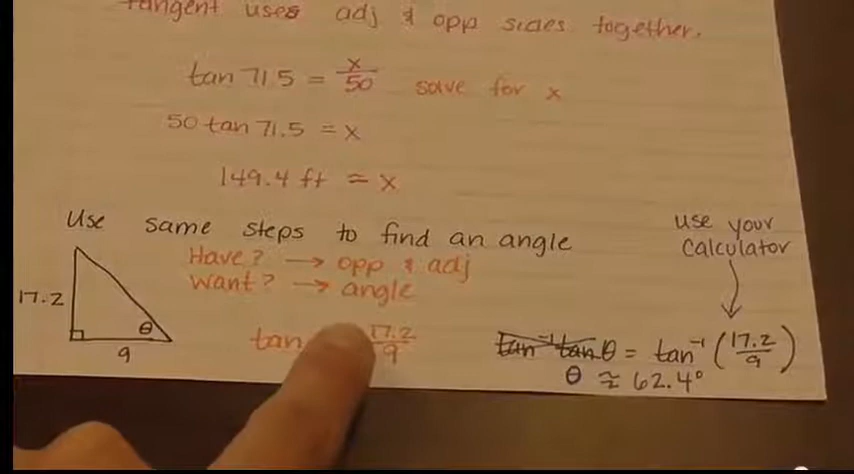 tangent uses adj & opp sides together.
tan 71.5 = x/50 solve for x
50 tan 71.5 = x
149.4 ft ≈ x
Use same steps to find an angle
Have? → opp & adj
Want? → angle
17.2
θ
9
tan 17.2/9
use your
calculator
tan⁻¹ tan θ = tan⁻¹ (17.2/9)
θ ≅ 62.4°